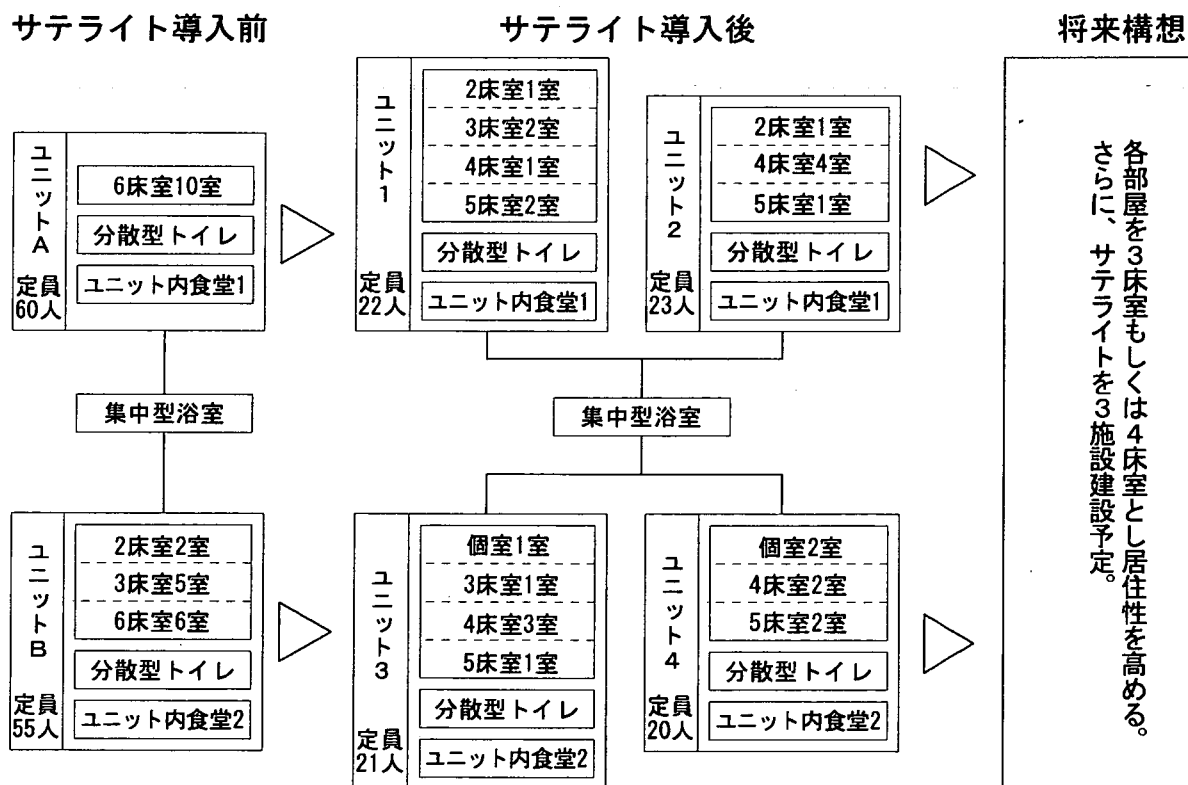 サテライト導入前
サテライト導入後
将来構想
ユニットA
定員
60人
6床室10室
分散型トイレ
ユニット内食堂1
集中型浴室
ユニットB
定員
55人
2床室2室
3床室5室
6床室6室
分散型トイレ
ユニット内食堂2
ユニット1
定員
22人
2床室1室
3床室2室
4床室1室
5床室2室
分散型トイレ
ユニット内食堂1
ユニット2
定員
23人
2床室1室
4床室4室
5床室1室
分散型トイレ
ユニット内食堂1
集中型浴室
ユニット3
定員
21人
個室1室
3床室1室
4床室3室
5床室1室
分散型トイレ
ユニット内食堂2
ユニット4
定員
20人
個室2室
4床室2室
5床室2室
分散型トイレ
ユニット内食堂2
各部屋を3床室もしくは4床室とし居住性を高める。
さらに、サテライトを3施設建設予定。